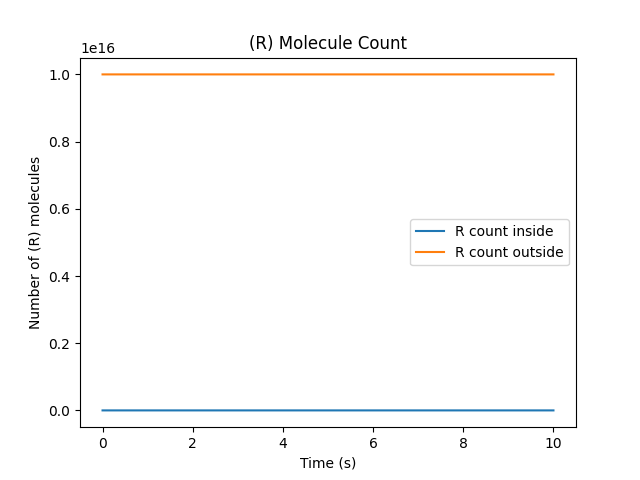 (R) Molecule Count
1e16
1.0
0.8
0.6
0.4
0.2
0.0
Number of (R) molecules
R count inside
R count outside
0 2 4 6 8 10
Time (s)